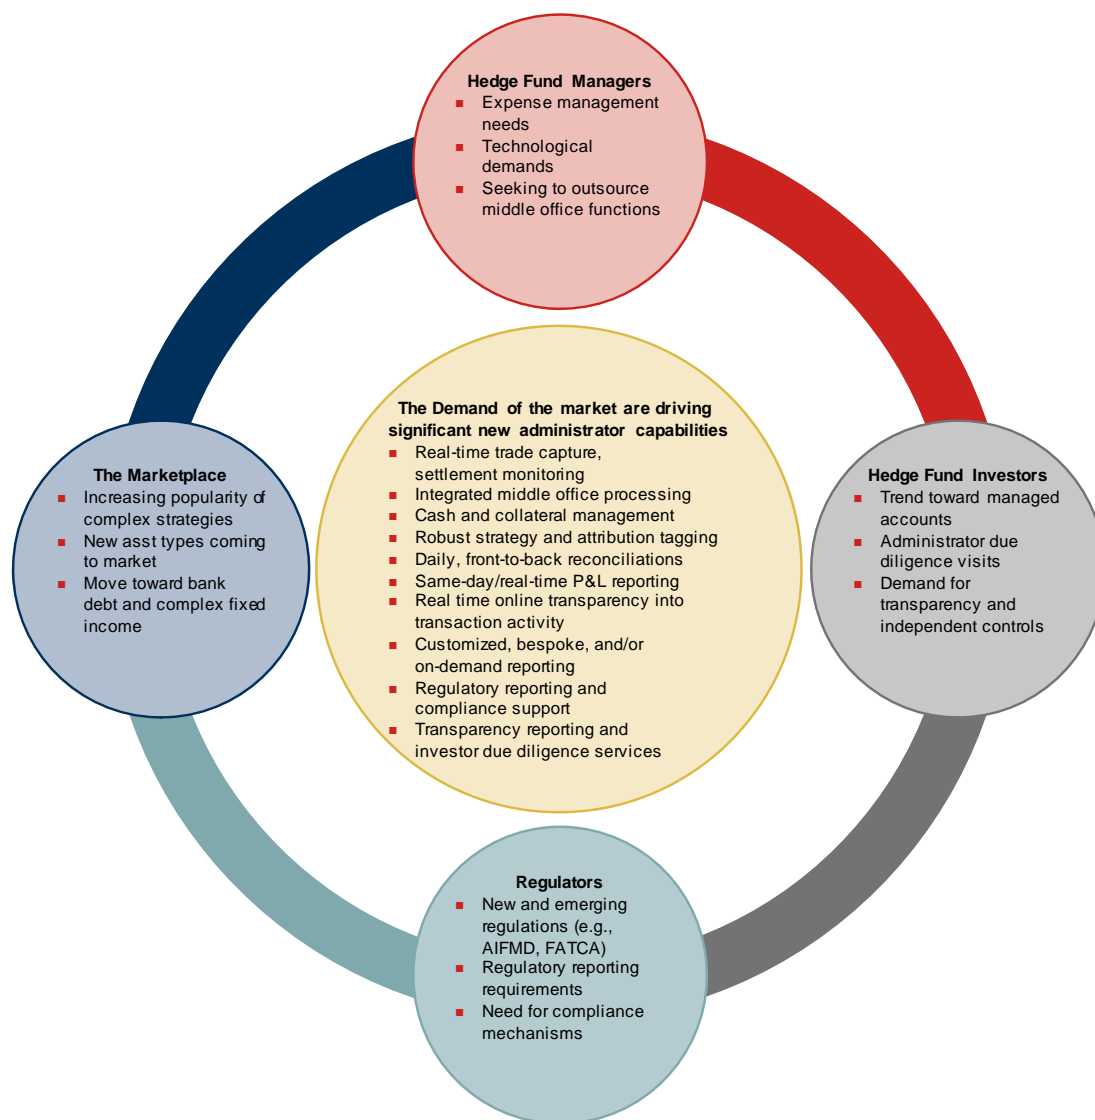 Hedge Fund Managers
Expense management
needs
Technological
demands
Seeking to outsource
middle office functions
The Demand of the market are driving
significant new administrator capabilities
Real-time trade capture,
settlement monitoring
Integrated middle office processing
Cash and collateral management
Robust strategy and attribution tagging
Daily, front-to-back reconciliations
Same-day/real-time P&L reporting
Real time online transparency into
transaction activity
Customized, bespoke, and/or
on-demand reporting
Regulatory reporting and
compliance support
Transparency reporting and
investor due diligence services
The Marketplace
Increasing popularity of
complex strategies
New asst types coming
to market
Move toward bank
debt and complex fixed
income
Hedge Fund Investors
Trend toward managed
accounts
Administrator due
diligence visits
Demand for
transparency and
independent controls
Regulators
New and emerging
regulations (e.g.,
AIFMD, FATCA)
Regulatory reporting
requirements
Need for compliance
mechanisms